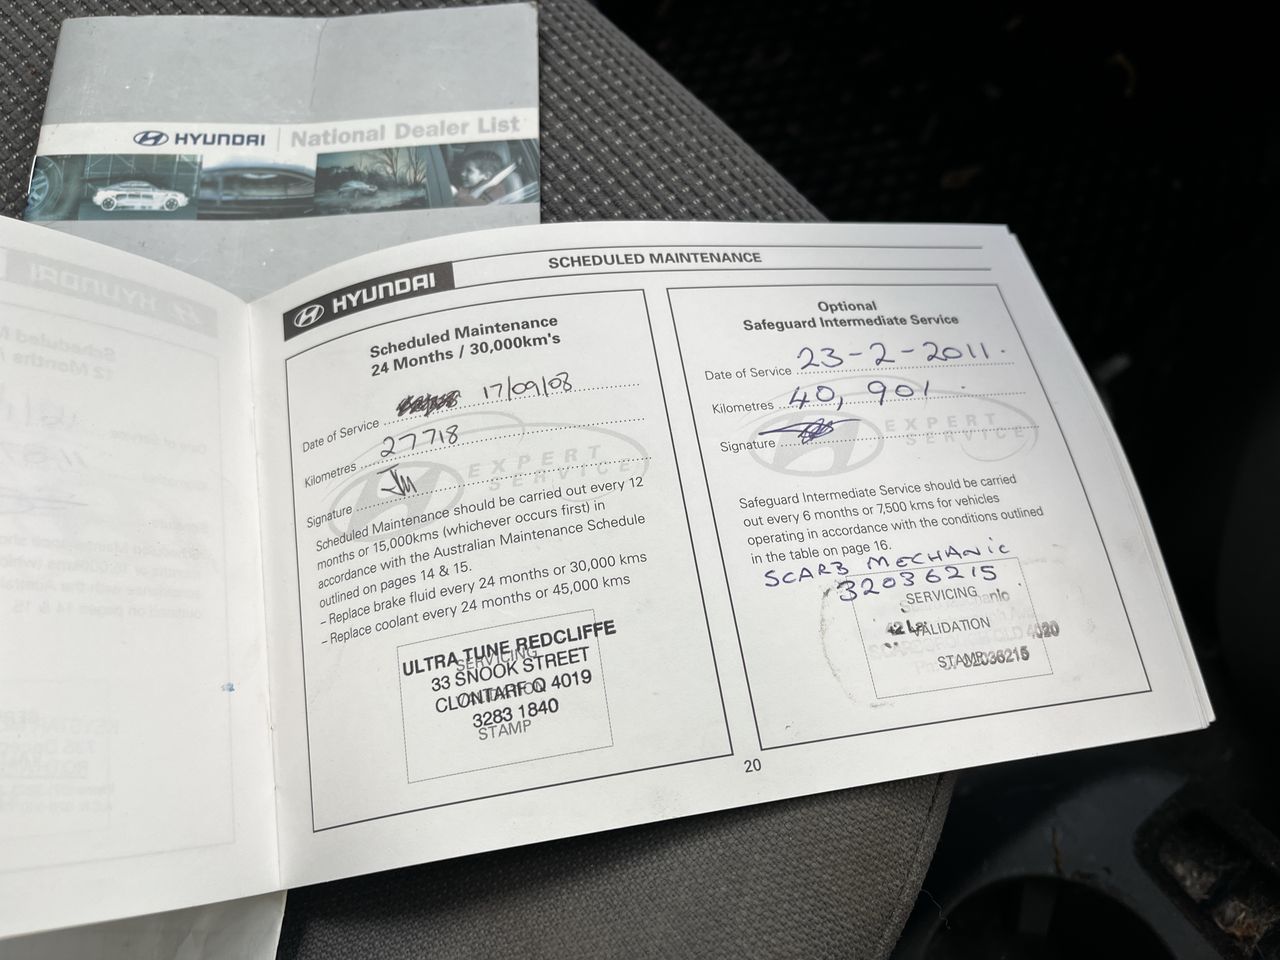 HYUNDAI | National Dealer List
HYUNDAI
SCHEDULED MAINTENANCE
Scheduled Maintenance
24 Months / 30,000km's
Date of Service 17/09/08
Kilometres 27718
Signature
EXPERT
SERVICE
Scheduled Maintenance should be carried out every 12
months or 15,000kms (whichever occurs first) in
accordance with the Australian Maintenance Schedule
outlined on pages 14 & 15.
– Replace brake fluid every 24 months or 30,000 kms
– Replace coolant every 24 months or 45,000 kms
ULTRA TUNE REDCLIFFE
SERVICING
33 SNOOK STREET
CLONTARF Q 4019
3283 1840
STAMP
Optional
Safeguard Intermediate Service
Date of Service 23-2-2011.
Kilometres 40,901
Signature
EXPERT
SERVICE
Safeguard Intermediate Service should be carried
out every 6 months or 7,500 kms for vehicles
operating in accordance with the conditions outlined
in the table on page 16.
SCARB MECHANIC
32036215
SERVICING
VALIDATION
QLD 4020
STAMP
32036215
20